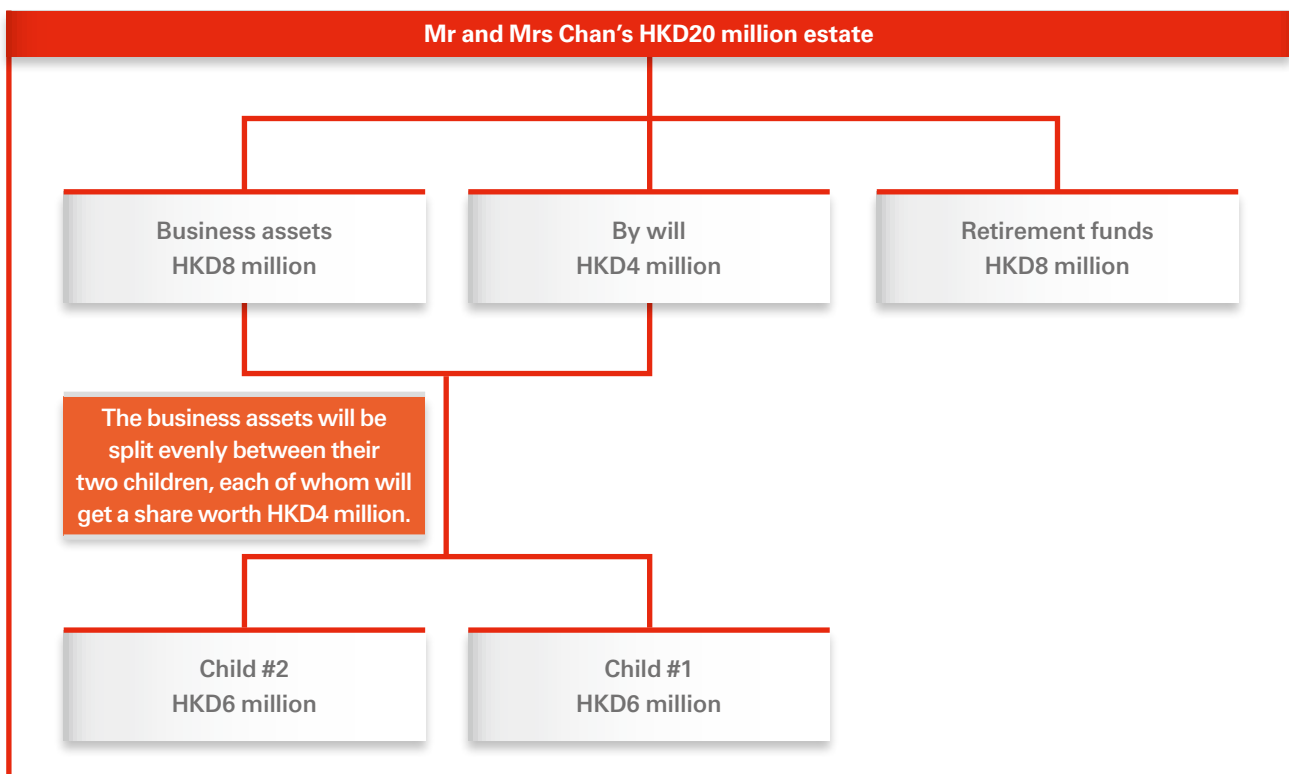 Mr and Mrs Chan’s HKD20 million estate
Business assets
HKD8 million
By will
HKD4 million
Retirement funds
HKD8 million
The business assets will be
split evenly between their
two children, each of whom will
get a share worth HKD4 million.
Child #2
HKD6 million
Child #1
HKD6 million